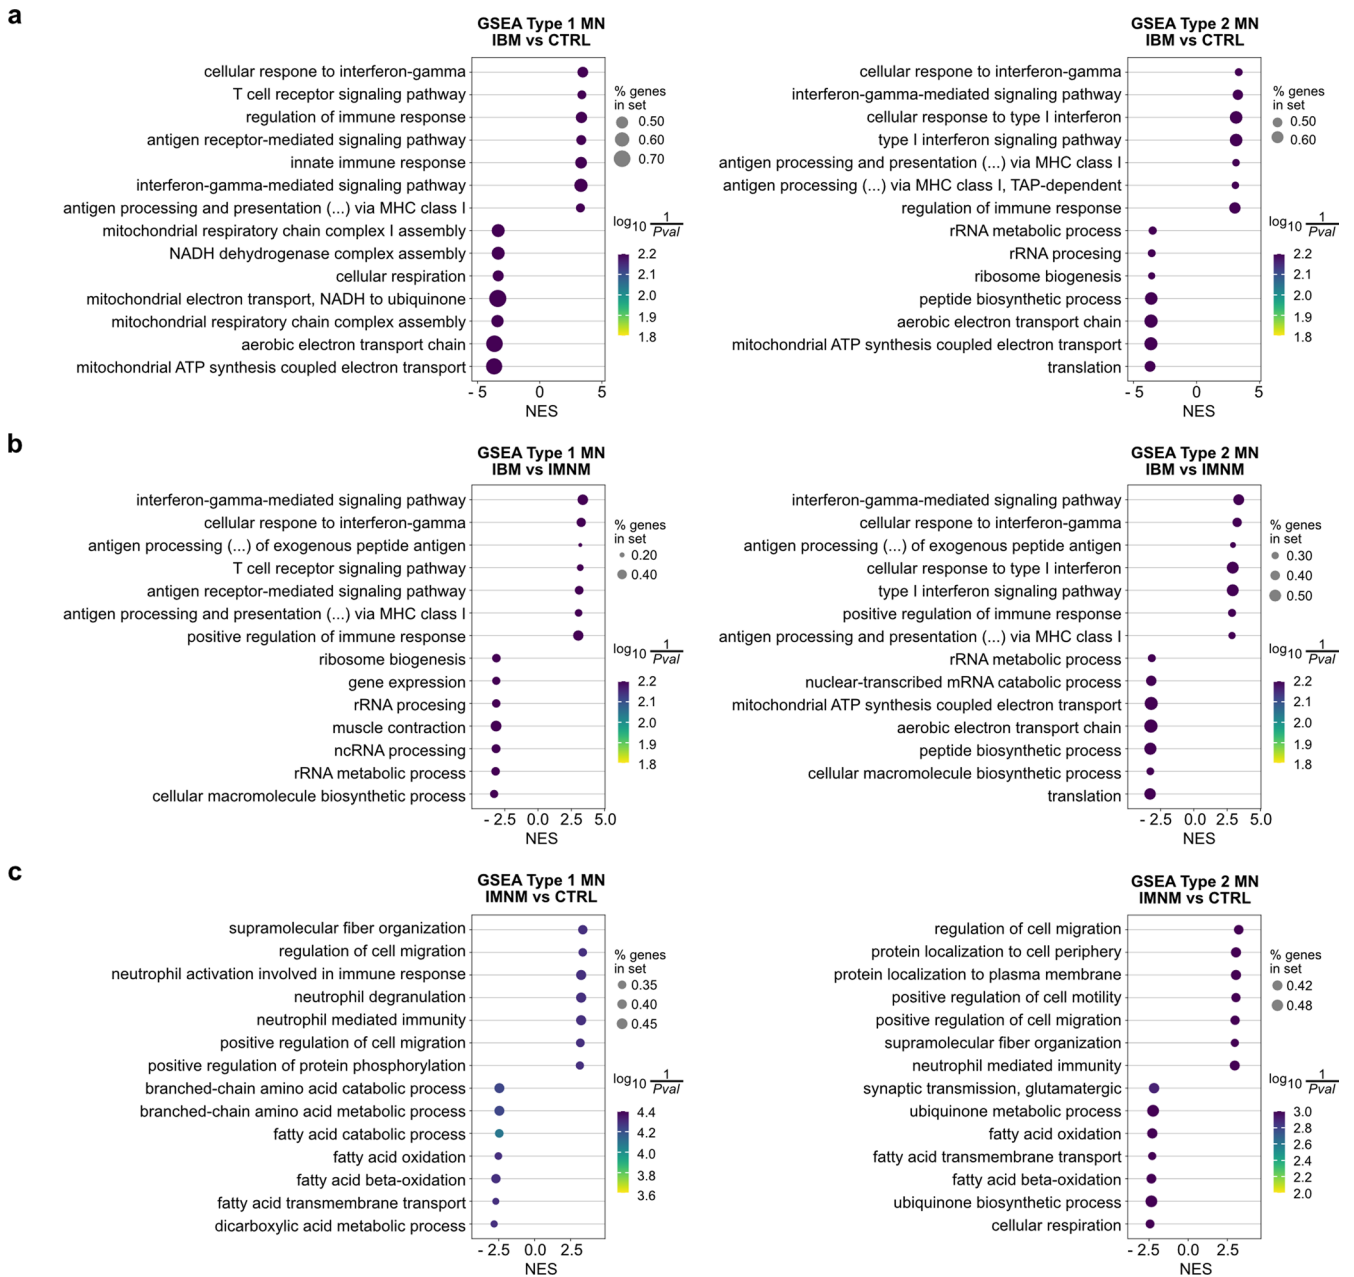 a
GSEA Type 1 MN
IBM vs CTRL
cellular respone to interferon-gamma
T cell receptor signaling pathway
regulation of immune response
antigen receptor-mediated signaling pathway
innate immune response
interferon-gamma-mediated signaling pathway
antigen processing and presentation (...) via MHC class I
mitochondrial respiratory chain complex I assembly
NADH dehydrogenase complex assembly
cellular respiration
mitochondrial electron transport, NADH to ubiquinone
mitochondrial respiratory chain complex assembly
aerobic electron transport chain
mitochondrial ATP synthesis coupled electron transport
- 5 0 5
NES
% genes
in set
0.50
0.60
0.70
log10 1/Pval
2.2
2.1
2.0
1.9
1.8
GSEA Type 2 MN
IBM vs CTRL
cellular respone to interferon-gamma
interferon-gamma-mediated signaling pathway
cellular response to type I interferon
type I interferon signaling pathway
antigen processing and presentation (...) via MHC class I
antigen processing (...) via MHC class I, TAP-dependent
regulation of immune response
rRNA metabolic process
rRNA procesing
ribosome biogenesis
peptide biosynthetic process
aerobic electron transport chain
mitochondrial ATP synthesis coupled electron transport
translation
- 5 0 5
NES
% genes
in set
0.50
0.60
log10 1/Pval
2.2
2.1
2.0
1.9
1.8
b
GSEA Type 1 MN
IBM vs IMNM
interferon-gamma-mediated signaling pathway
cellular respone to interferon-gamma
antigen processing (...) of exogenous peptide antigen
T cell receptor signaling pathway
antigen receptor-mediated signaling pathway
antigen processing and presentation (...) via MHC class I
positive regulation of immune response
ribosome biogenesis
gene expression
rRNA procesing
muscle contraction
ncRNA processing
rRNA metabolic process
cellular macromolecule biosynthetic process
- 2.5 0.0 2.5 5.0
NES
% genes
in set
0.20
0.40
log10 1/Pval
2.2
2.1
2.0
1.9
1.8
GSEA Type 2 MN
IBM vs IMNM
interferon-gamma-mediated signaling pathway
cellular respone to interferon-gamma
antigen processing (...) of exogenous peptide antigen
cellular response to type I interferon
type I interferon signaling pathway
positive regulation of immune response
antigen processing and presentation (...) via MHC class I
rRNA metabolic process
nuclear-transcribed mRNA catabolic process
mitochondrial ATP synthesis coupled electron transport
aerobic electron transport chain
peptide biosynthetic process
cellular macromolecule biosynthetic process
translation
- 2.5 0.0 2.5 5.0
NES
% genes
in set
0.30
0.40
0.50
log10 1/Pval
2.2
2.1
2.0
1.9
1.8
c
GSEA Type 1 MN
IMNM vs CTRL
supramolecular fiber organization
regulation of cell migration
neutrophil activation involved in immune response
neutrophil degranulation
neutrophil mediated immunity
positive regulation of cell migration
positive regulation of protein phosphorylation
branched-chain amino acid catabolic process
branched-chain amino acid metabolic process
fatty acid catabolic process
fatty acid oxidation
fatty acid beta-oxidation
fatty acid transmembrane transport
dicarboxylic acid metabolic process
- 2.5 0.0 2.5
NES
% genes
in set
0.35
0.40
0.45
log10 1/Pval
4.4
4.2
4.0
3.8
3.6
GSEA Type 2 MN
IMNM vs CTRL
regulation of cell migration
protein localization to cell periphery
protein localization to plasma membrane
positive regulation of cell motility
positive regulation of cell migration
supramolecular fiber organization
neutrophil mediated immunity
synaptic transmission, glutamatergic
ubiquinone metabolic process
fatty acid oxidation
fatty acid transmembrane transport
fatty acid beta-oxidation
ubiquinone biosynthetic process
cellular respiration
- 2.5 0.0 2.5
NES
% genes
in set
0.42
0.48
log10 1/Pval
3.0
2.8
2.6
2.4
2.2
2.0